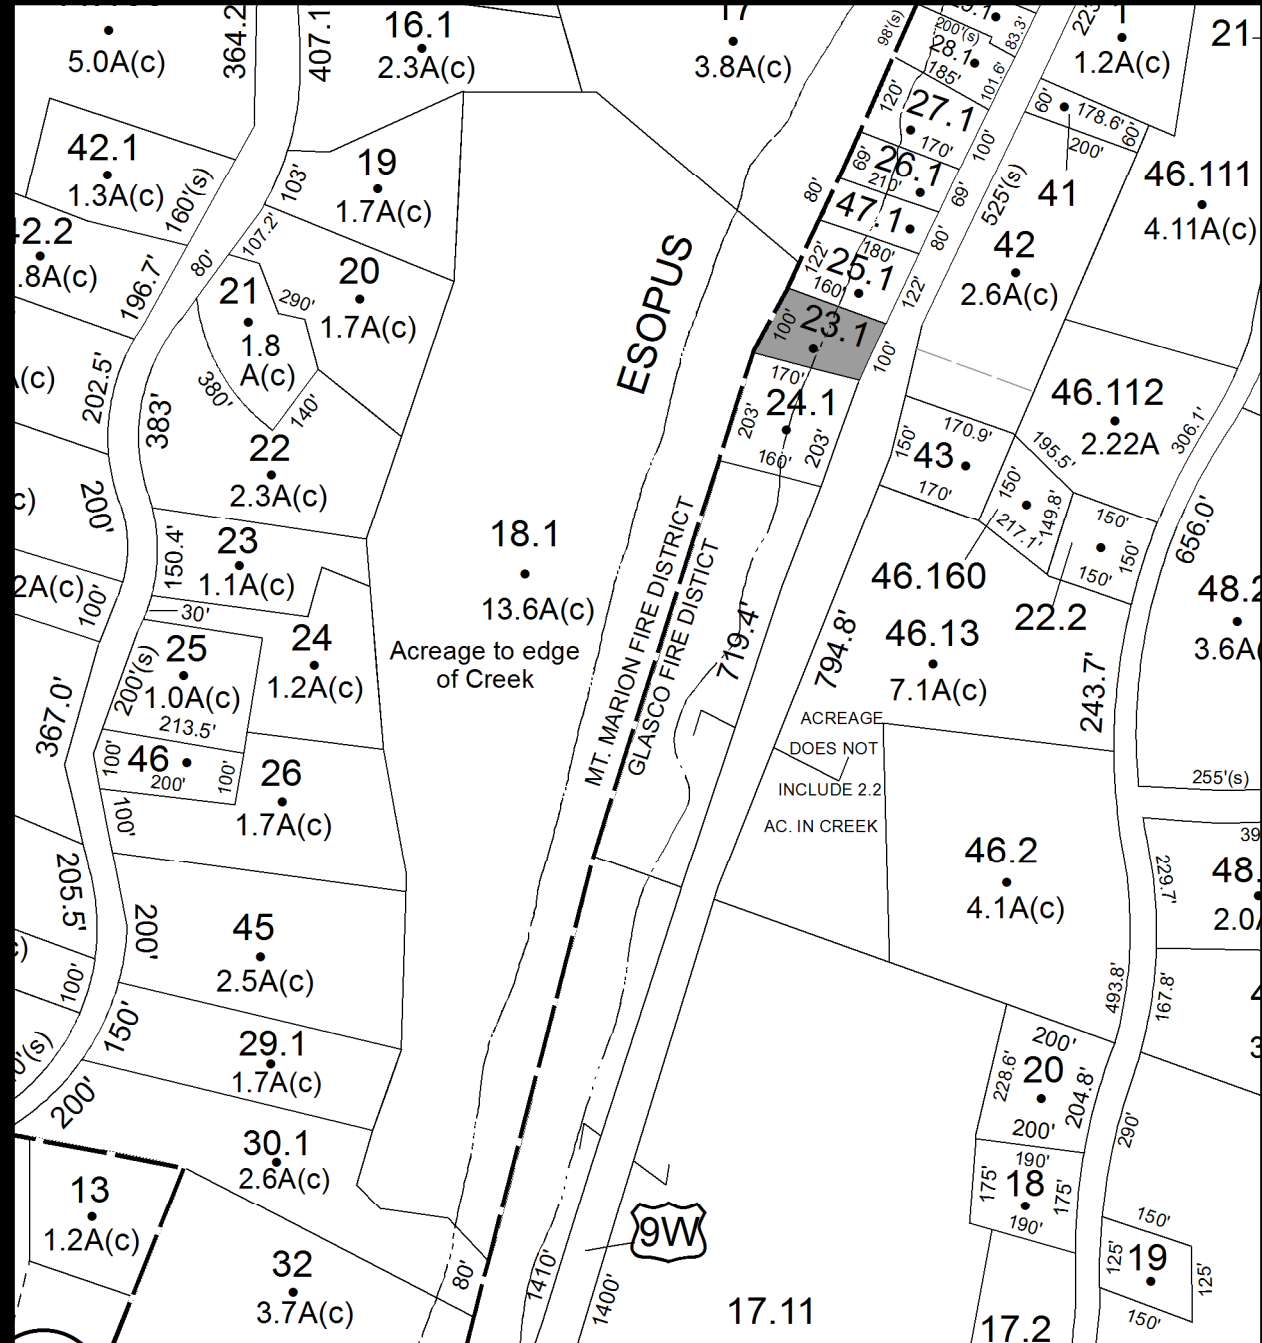 5.0A(c)
364.2
407.1
16.1
2.3A(c)
17
3.8A(c)
98'(s)
200'(s)
28.1
185'
83.3'
101.6'
1.2A(c)
21
42.1
1.3A(c)
160'(s)
103'
19
1.7A(c)
120'
27.1
170'
100'
60'
178.6'
60'
200'
41
46.111
4.11A(c)
42.2
.8A(c)
196.7'
80'
107.2'
21
1.8
A(c)
290'
20
1.7A(c)
380'
140'
ESOPUS
80'
69'
26.1
210'
69'
525'(s)
47.1
180'
80'
42
2.6A(c)
122'
25.1
160'
122'
100'
23.1
100'
170'
24.1
203'
203'
160'
A(c)
202.5'
383'
22
2.3A(c)
200'
150.4'
23
1.1A(c)
150'
170.9'
43
170'
195.5'
150'
217.1'
149.8'
46.112
2.22A
306.1'
150'
150'
150'
656.0'
18.1
13.6A(c)
Acreage to edge
of Creek
MT. MARION FIRE DISTRICT
GLASCO FIRE DISTICT
719.4'
794.8'
46.160
46.13
7.1A(c)
22.2
48.2
3.6A(
243.7'
2A(c)
100'
30'
25
1.0A(c)
200'(s)
213.5'
24
1.2A(c)
367.0'
100'
46
200'
100'
100'
26
1.7A(c)
ACREAGE
DOES NOT
INCLUDE 2.2
AC. IN CREEK
255'(s)
39
46.2
4.1A(c)
229.7'
48.
2.0A
205.5'
200'
45
2.5A(c)
100'
150'
29.1
1.7A(c)
0'(s)
200'
30.1
2.6A(c)
493.8'
167.8'
200'
228.6'
20
204.8'
200'
290'
190'
175'
18
175'
190'
13
1.2A(c)
32
3.7A(c)
80'
1410'
1400'
9W
17.11
17.2
150'
125'
19
125'
150'